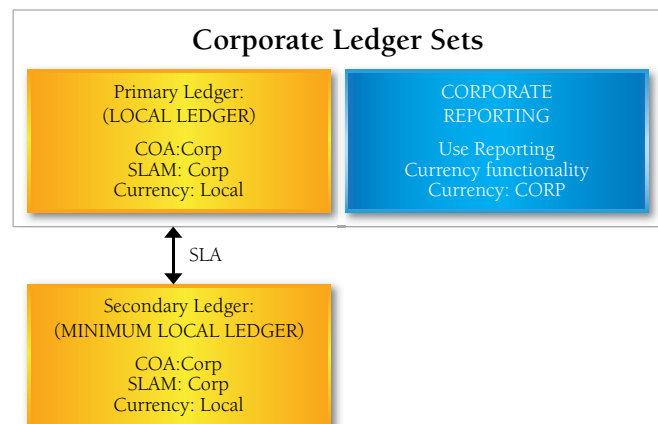 Corporate Ledger Sets
Primary Ledger:
(LOCAL LEDGER)
COA:Corp
SLAM: Corp
Currency: Local
CORPORATE
REPORTING
Use Reporting
Currency functionality
Currency: CORP
SLA
Secondary Ledger:
(MINIMUM LOCAL LEDGER)
COA:Corp
SLAM: Corp
Currency: Local